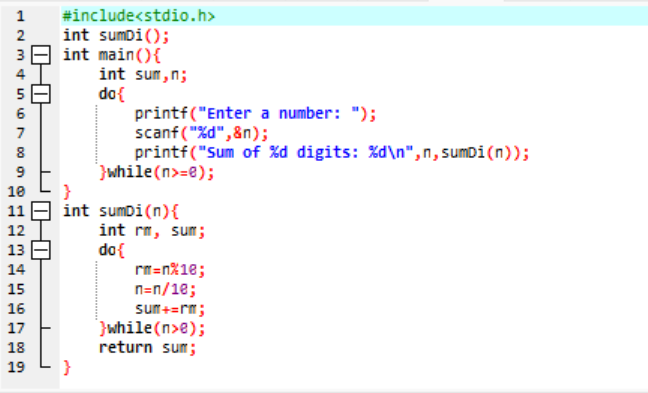 1 #include<stdio.h>
2 int sumDi();
3 int main(){
4 int sum,n;
5 do{
6 printf("Enter a number: ");
7 scanf("%d",&n);
8 printf("Sum of %d digits: %d\n",n,sumDi(n));
9 }while(n>=0);
10 }
11 int sumDi(n){
12 int rm, sum;
13 do{
14 rm=n%10;
15 n=n/10;
16 sum+=rm;
17 }while(n>0);
18 return sum;
19 }